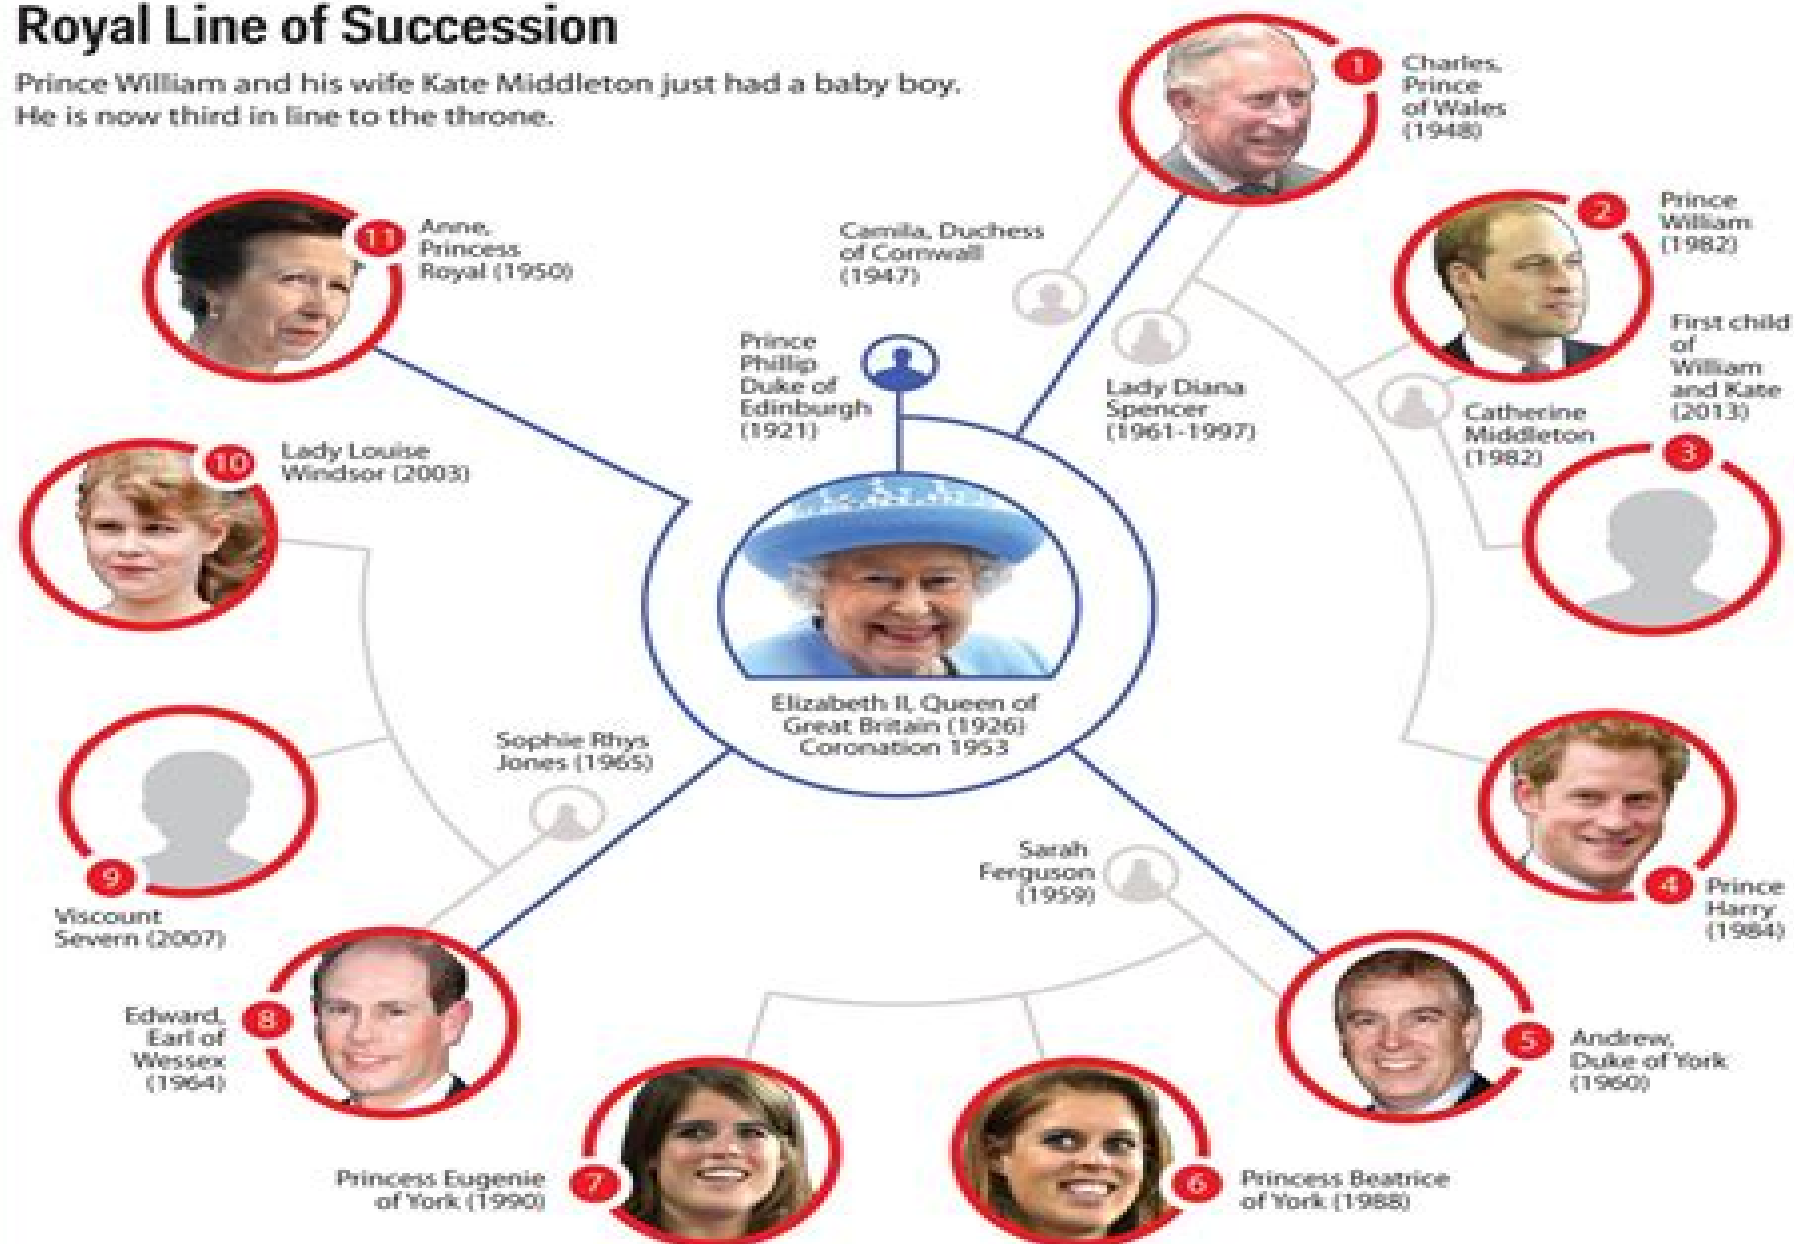 Royal Line of Succession
Prince William and his wife Kate Middleton just had a baby boy.
He is now third in line to the throne.
1
Charles,
Prince
of Wales
(1948)
2
Prince
William
(1982)
First child
of
William
and Kate
(2013)
3
Catherine
Middleton
(1982)
Camila, Duchess
of Cornwall
(1947)
Lady Diana
Spencer
(1961-1997)
Prince
Phillip
Duke of
Edinburgh
(1921)
11
Anne,
Princess
Royal (1950)
10
Lady Louise
Windsor (2003)
Elizabeth II, Queen of
Great Britain (1926)
Coronation 1953
Sophie Rhys
Jones (1965)
9
Viscount
Severn (2007)
4
Prince
Harry
(1984)
Sarah
Ferguson
(1959)
8
Edward,
Earl of
Wessex
(1964)
5
Andrew,
Duke of York
(1960)
7
Princess Eugenie
of York (1990)
6
Princess Beatrice
of York (1988)